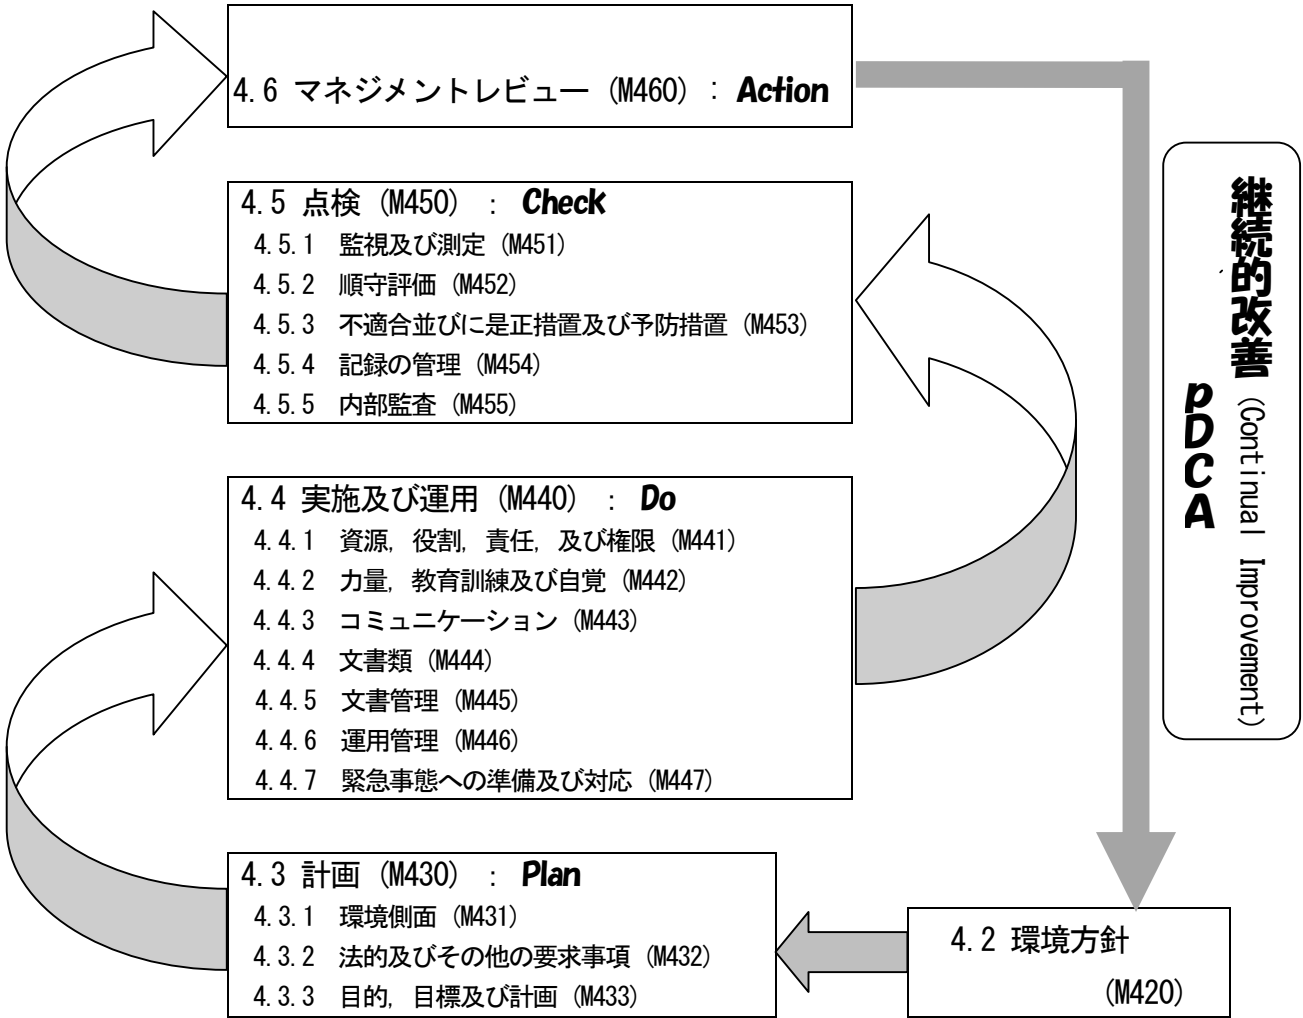 4.6 マネジメントレビュー (M460) : Action
4.5 点検 (M450) : Check
4.5.1 監視及び測定 (M451)
4.5.2 順守評価 (M452)
4.5.3 不適合並びに是正措置及び予防措置 (M453)
4.5.4 記録の管理 (M454)
4.5.5 内部監査 (M455)
4.4 実施及び運用 (M440) : Do
4.4.1 資源, 役割, 責任, 及び権限 (M441)
4.4.2 力量, 教育訓練及び自覚 (M442)
4.4.3 コミュニケーション (M443)
4.4.4 文書類 (M444)
4.4.5 文書管理 (M445)
4.4.6 運用管理 (M446)
4.4.7 緊急事態への準備及び対応 (M447)
4.3 計画 (M430) : Plan
4.3.1 環境側面 (M431)
4.3.2 法的及びその他の要求事項 (M432)
4.3.3 目的, 目標及び計画 (M433)
4.2 環境方針
(M420)
継続的改善 (Continual Improvement)
PDCA